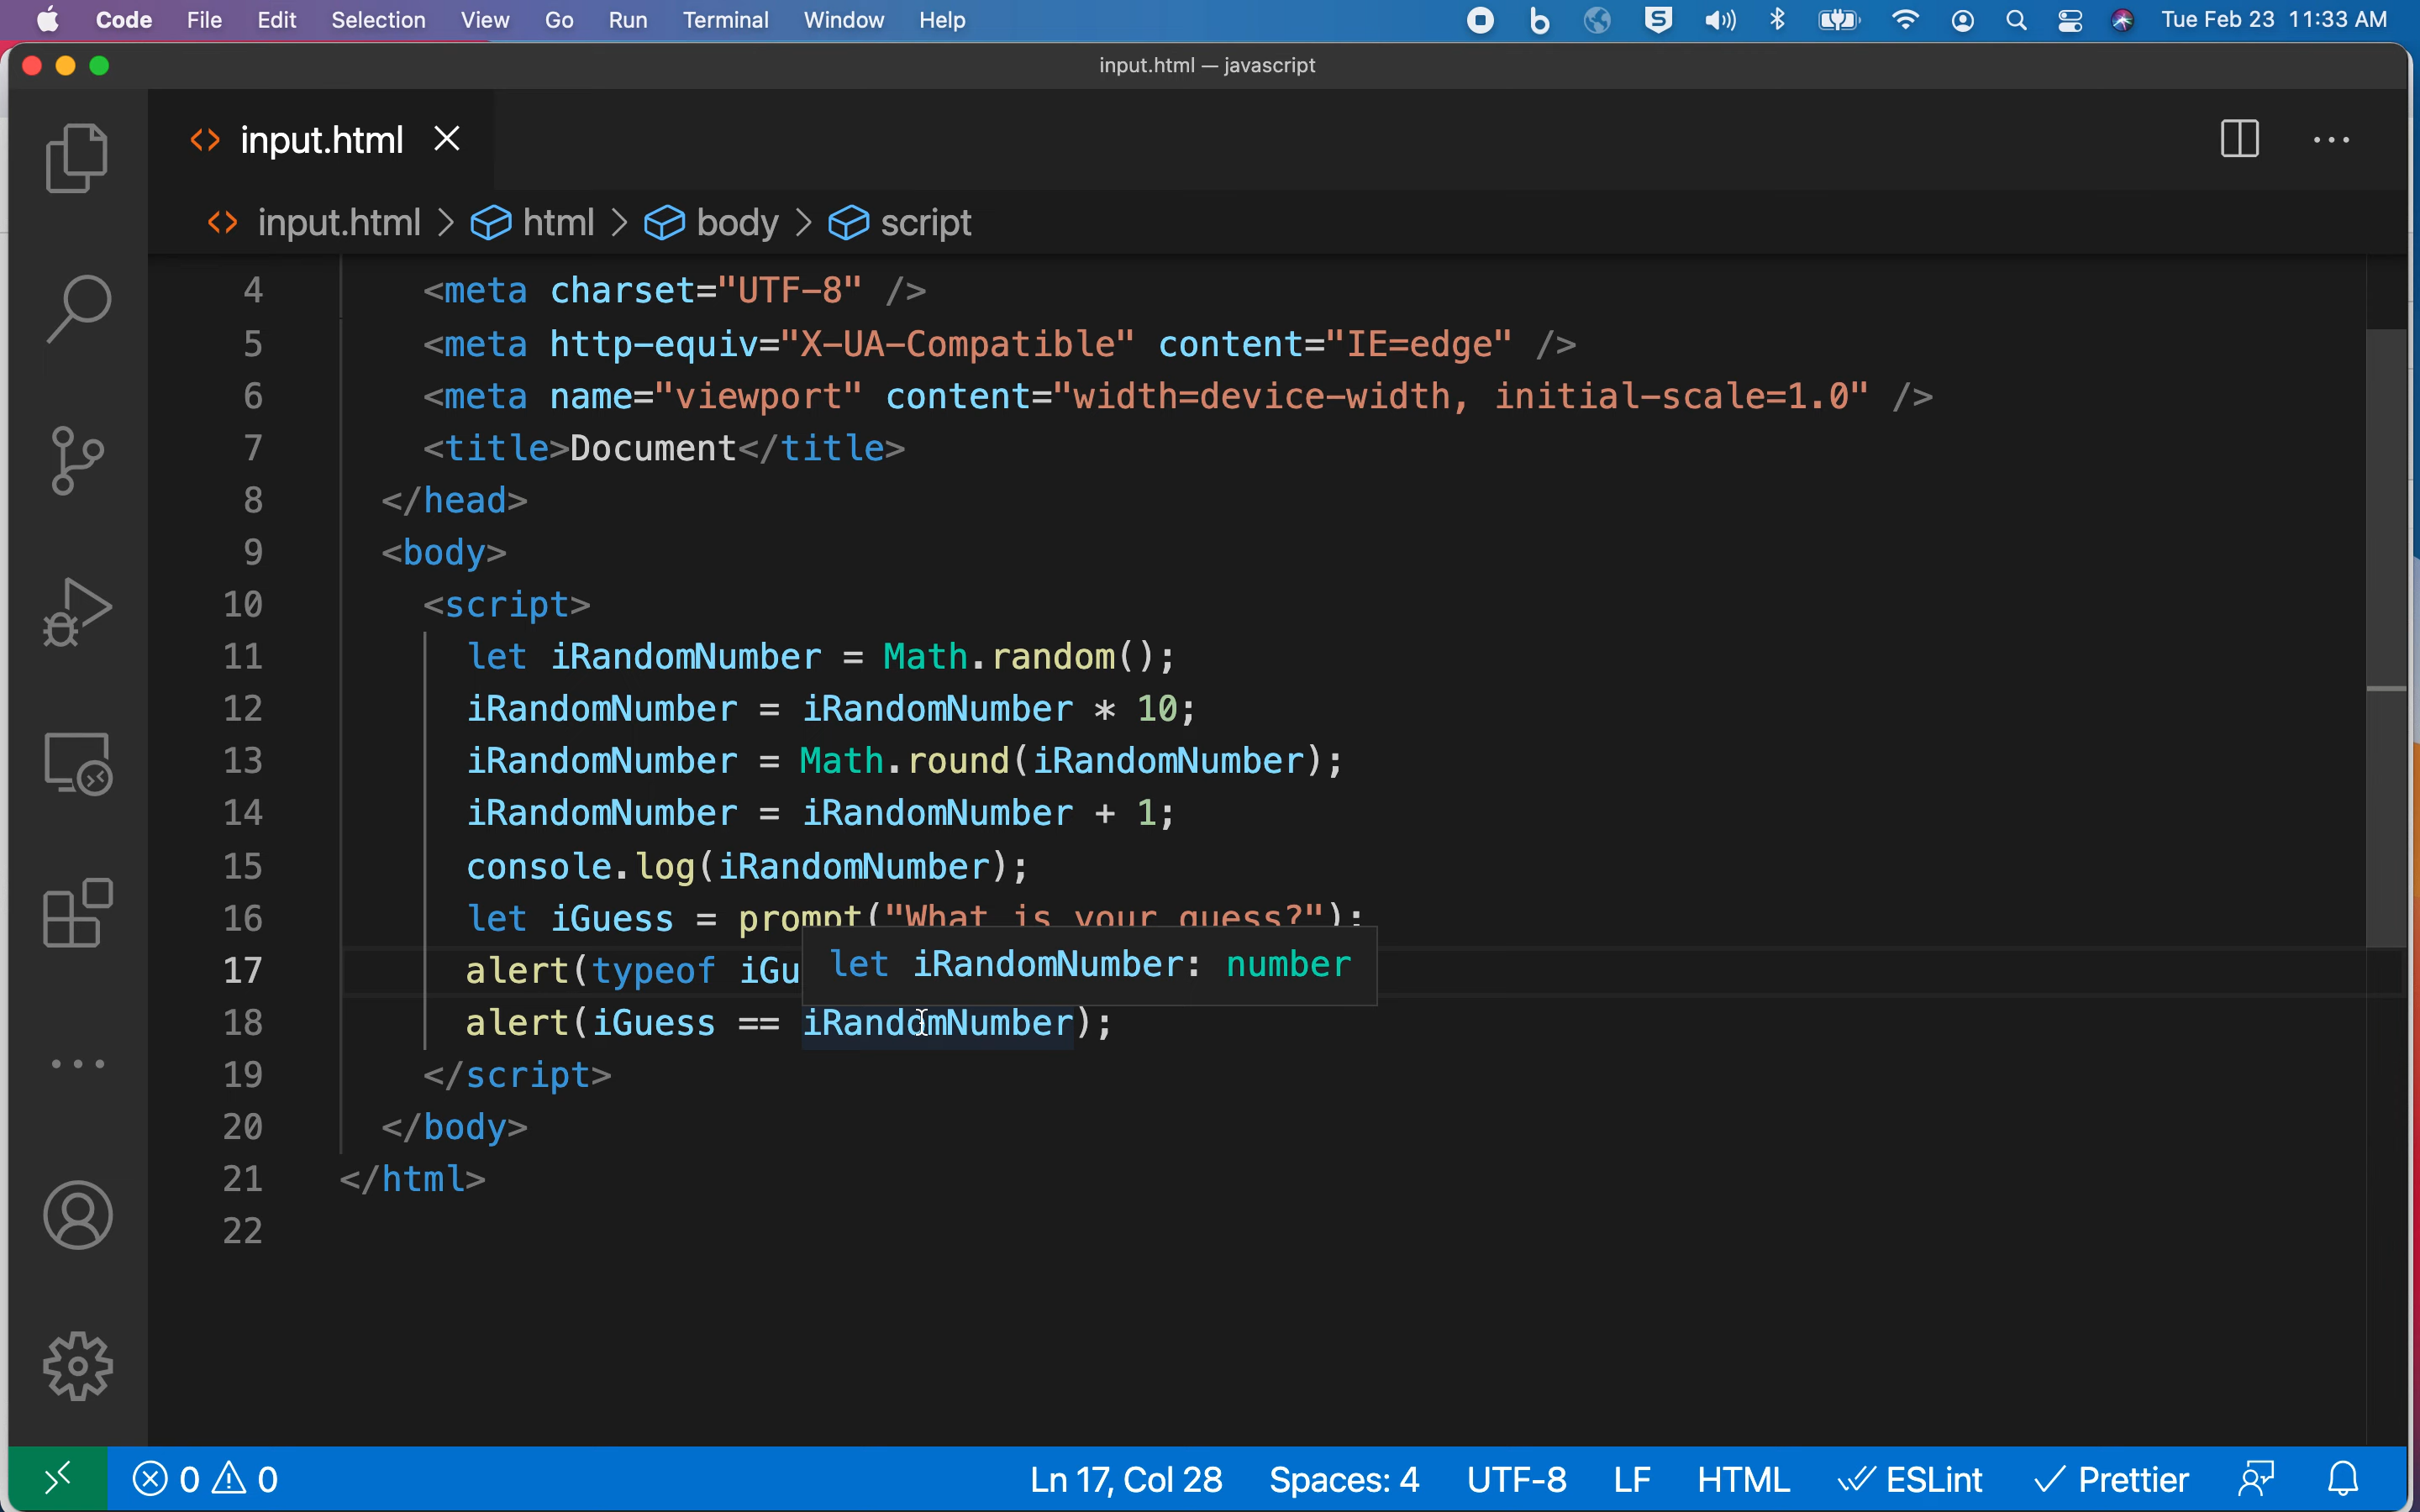 Code File Edit Selection View Go Run Terminal Window Help Tue Feb 23 11:33 AM
input.html — javascript
input.html
input.html > html > body > script
4 <meta charset="UTF-8" />
5 <meta http-equiv="X-UA-Compatible" content="IE=edge" />
6 <meta name="viewport" content="width=device-width, initial-scale=1.0" />
7 <title>Document</title>
8 </head>
9 <body>
10 <script>
11 let iRandomNumber = Math.random();
12 iRandomNumber = iRandomNumber * 10;
13 iRandomNumber = Math.round(iRandomNumber);
14 iRandomNumber = iRandomNumber + 1;
15 console.log(iRandomNumber);
16 let iGuess = prompt("What is your guess?");
17 alert(typeof iGu
let iRandomNumber: number
18 alert(iGuess == iRandomNumber);
19 </script>
20 </body>
21 </html>
22
0 0 Ln 17, Col 28 Spaces: 4 UTF-8 LF HTML ESLint Prettier